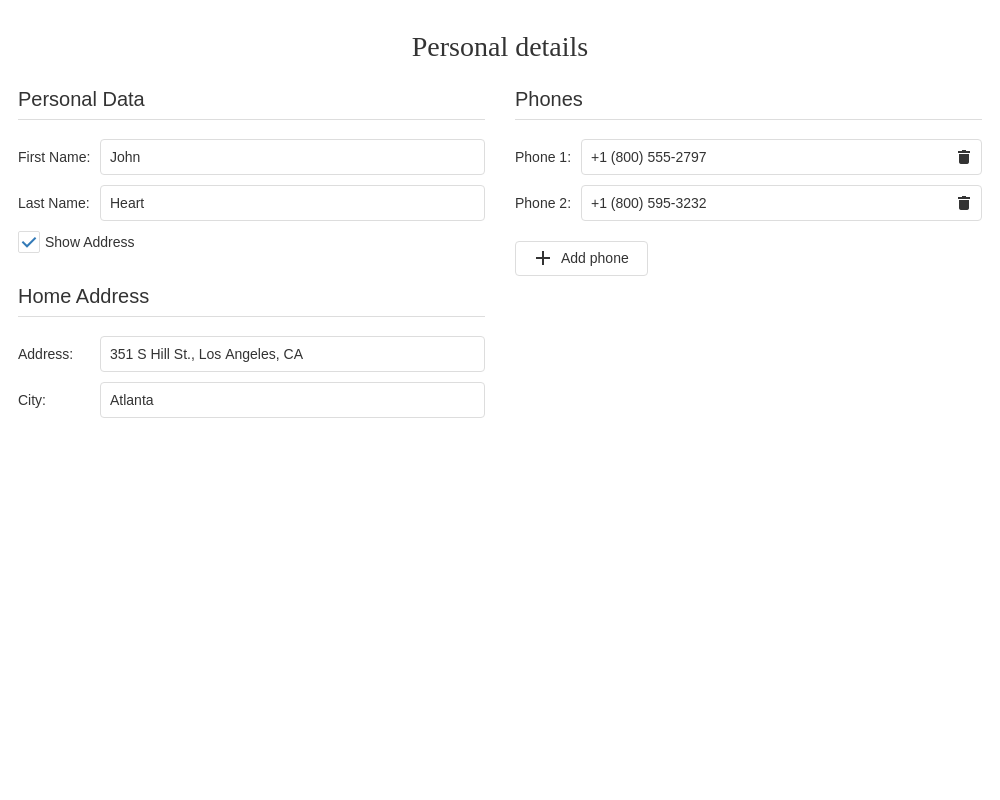 Personal details
Personal Data
First Name: John
Last Name: Heart
Show Address
Home Address
Address: 351 S Hill St., Los Angeles, CA
City: Atlanta
Phones
Phone 1: +1 (800) 555-2797
Phone 2: +1 (800) 595-3232
Add phone